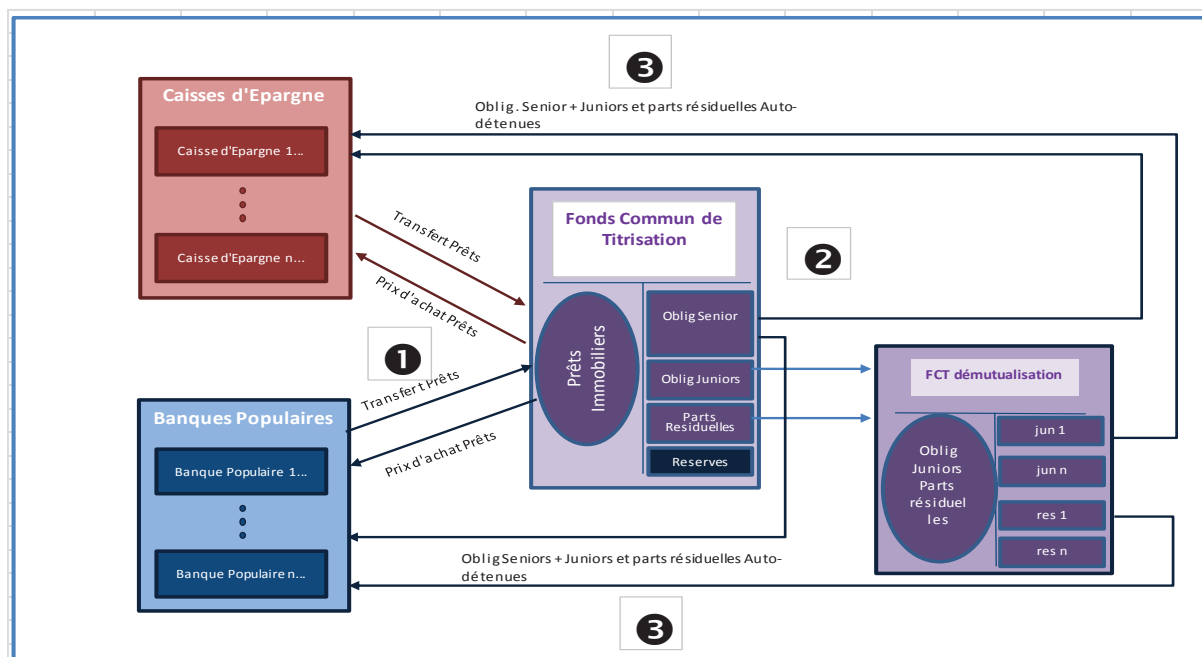 ❸
Caisses d'Epargne
Oblig. Senior + Juniors et parts résiduelles Auto-
détenues
Caisse d'Epargne 1...
Caisse d'Epargne n...
Transfert Prêts
Prix d'achat Prêts
Fonds Commun de
Titrisation
❷
Prêts
Immobiliers
Oblig Senior
Oblig Juniors
Parts
Residuelles
Reserves
❶
Transfert Prêts
Prix d'achat Prêts
Banques Populaires
Banque Populaire 1...
Banque Populaire n...
FCT démutualisation
Oblig
Juniors
Parts
résiduel
les
jun 1
jun n
res 1
res n
Oblig Seniors + Juniors et parts résiduelles Auto-
détenues
❸